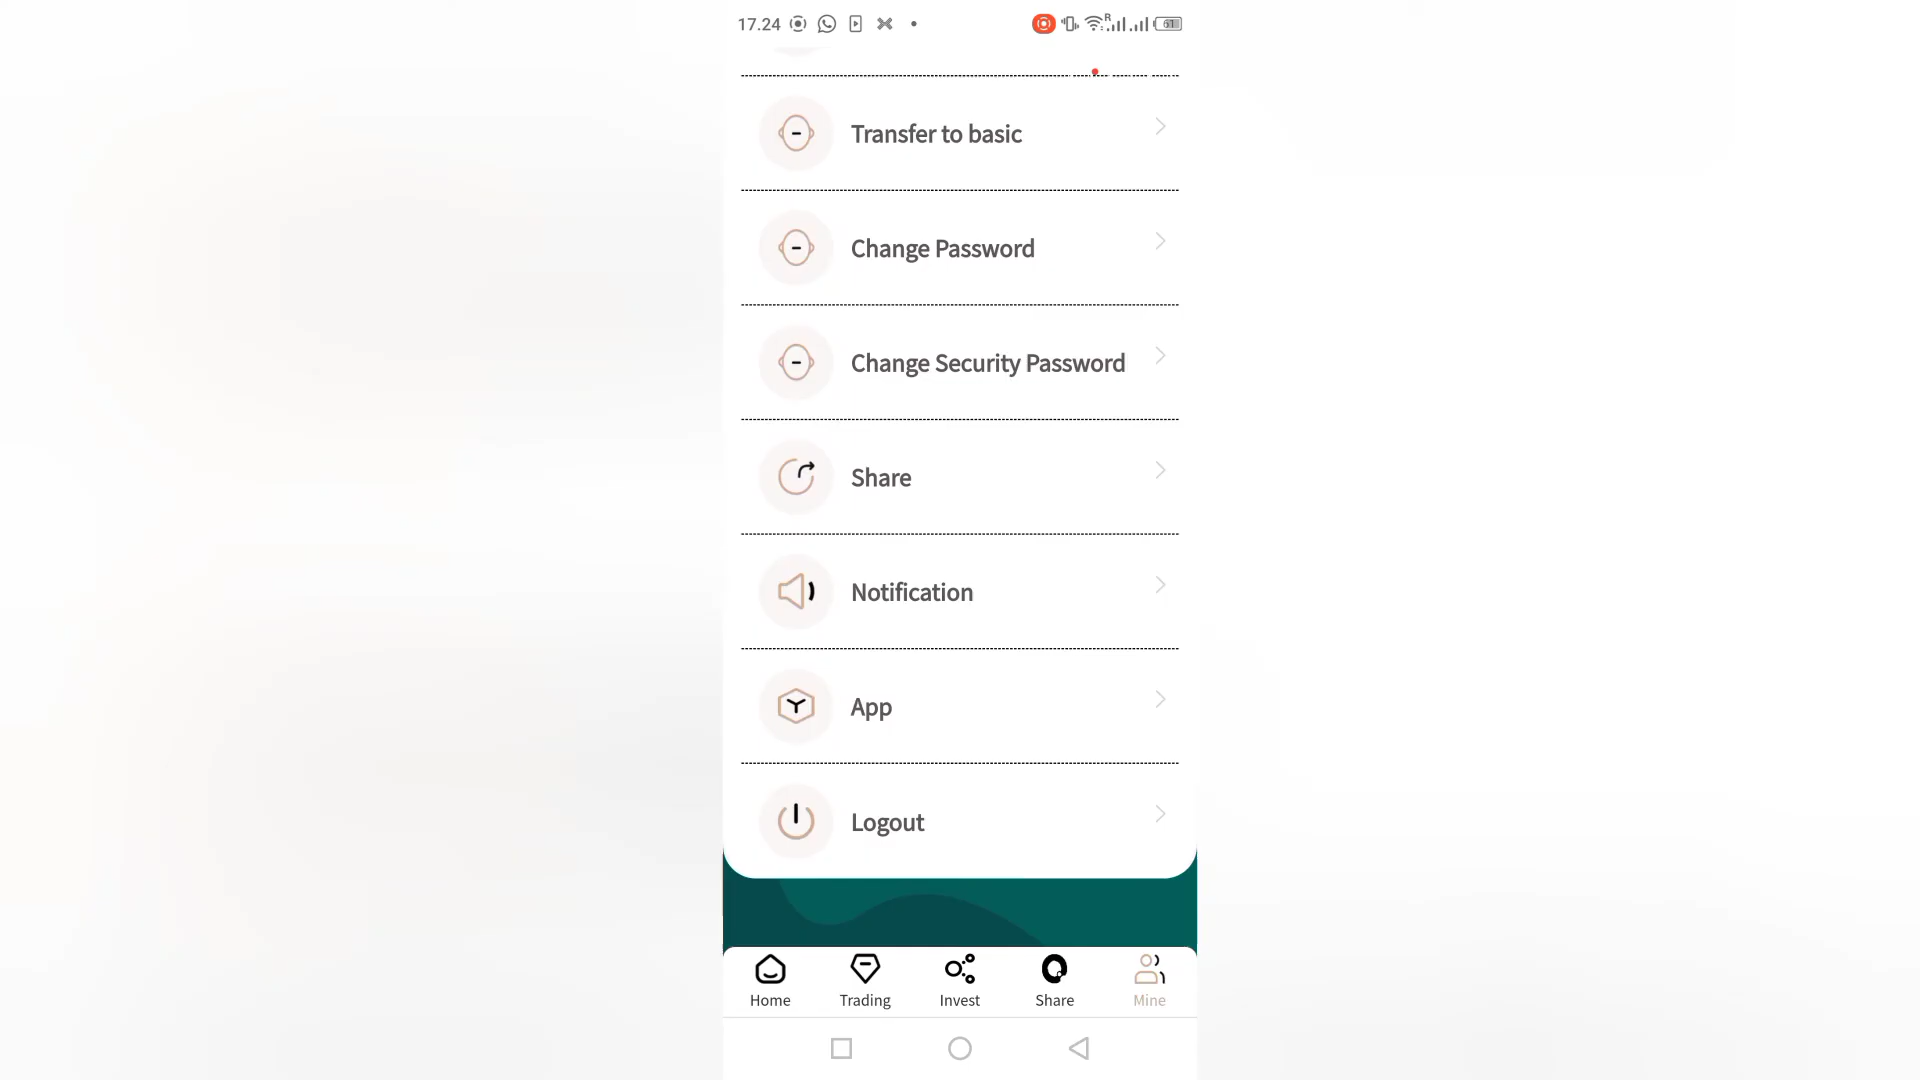 17.24
R
61
Transfer to basic
Change Password
Change Security Password
Share
Notification
App
Logout
Home
Trading
Invest
Share
Mine